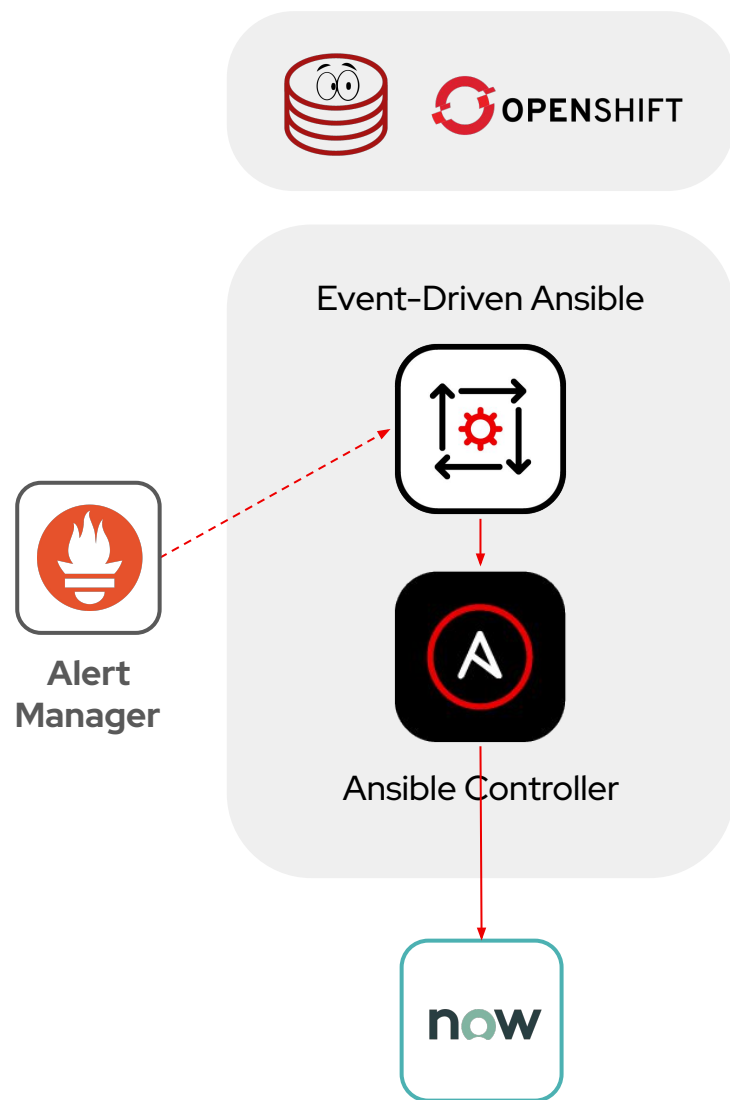 OPENSHIFT
Event-Driven Ansible
Alert
Manager
Ansible Controller
now